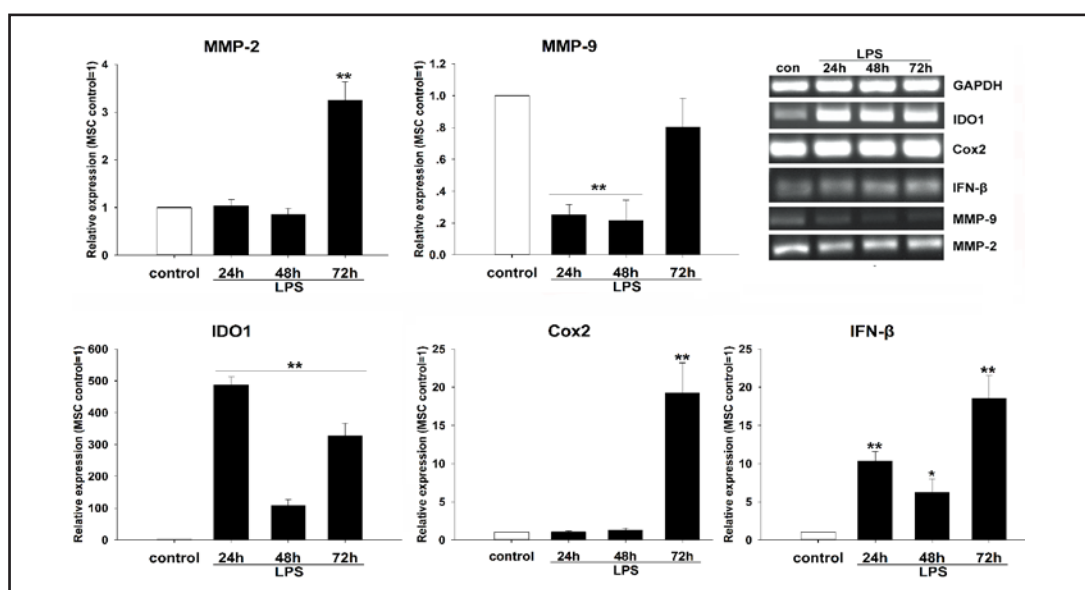 MMP-2
Relative expression (MSC control=1)
4
3
2
1
0
**
control 24h 48h 72h
LPS
MMP-9
Relative expression (MSC control=1)
1.2
1.0
.8
.6
.4
.2
0.0
**
control 24h 48h 72h
LPS
LPS
con 24h 48h 72h
GAPDH
IDO1
Cox2
IFN-β
MMP-9
MMP-2
IDO1
Relative expression (MSC control=1)
600
500
400
300
200
100
0
**
control 24h 48h 72h
LPS
Cox2
Relative expression (MSC control=1)
25
20
15
10
5
0
**
control 24h 48h 72h
LPS
IFN-β
Relative expression (MSC control=1)
25
20
15
10
5
0
** * **
control 24h 48h 72h
LPS